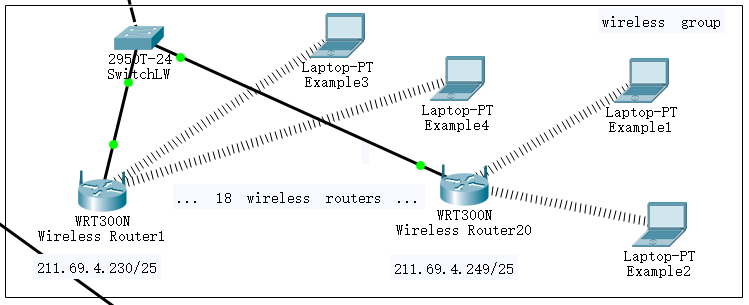 wireless group
2950T-24
SwitchLW
Laptop-PT
Example3
Laptop-PT
Example4
Laptop-PT
Example1
... 18 wireless routers ...
WRT300N
Wireless Router1
WRT300N
Wireless Router20
Laptop-PT
Example2
211.69.4.230/25
211.69.4.249/25